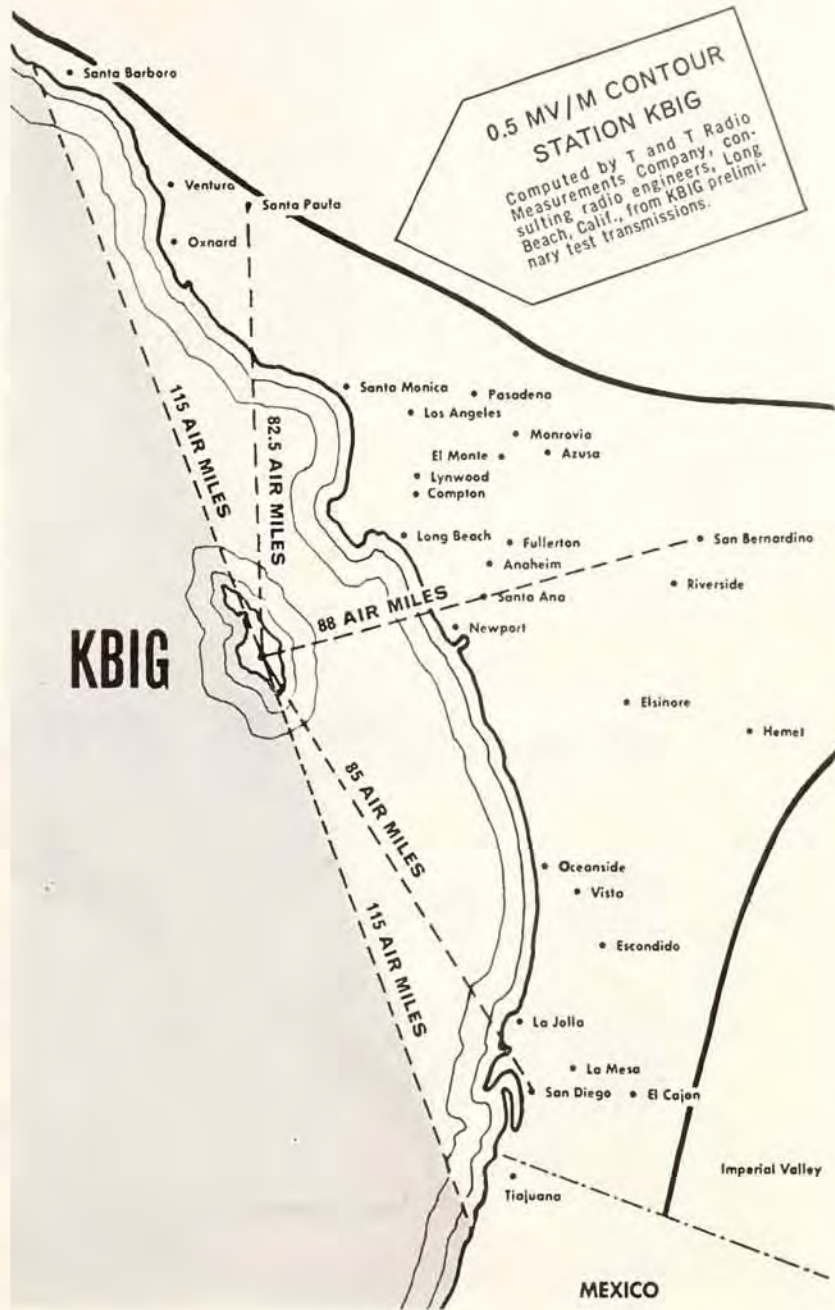 Santa Barboro
0.5 MV/M CONTOUR
STATION KBIG
Computed by T and T Radio
Measurements Company, con-
sulting radio engineers, Long
Beach, Calif., from KBIG prelimi-
nary test transmissions.
Ventura
Santa Paula
Oxnard
115 AIR MILES
82.5 AIR MILES
Santa Monica
Pasadena
Los Angeles
Monrovia
El Monte
Azusa
Lynwood
Compton
Long Beach
Fullerton
San Bernardino
Anaheim
Riverside
88 AIR MILES
Santa Ana
Newport
KBIG
Elsinore
Hemet
85 AIR MILES
115 AIR MILES
Oceanside
Vista
Escondido
La Jolla
La Mesa
San Diego
El Cajon
Imperial Valley
Tiajuana
MEXICO